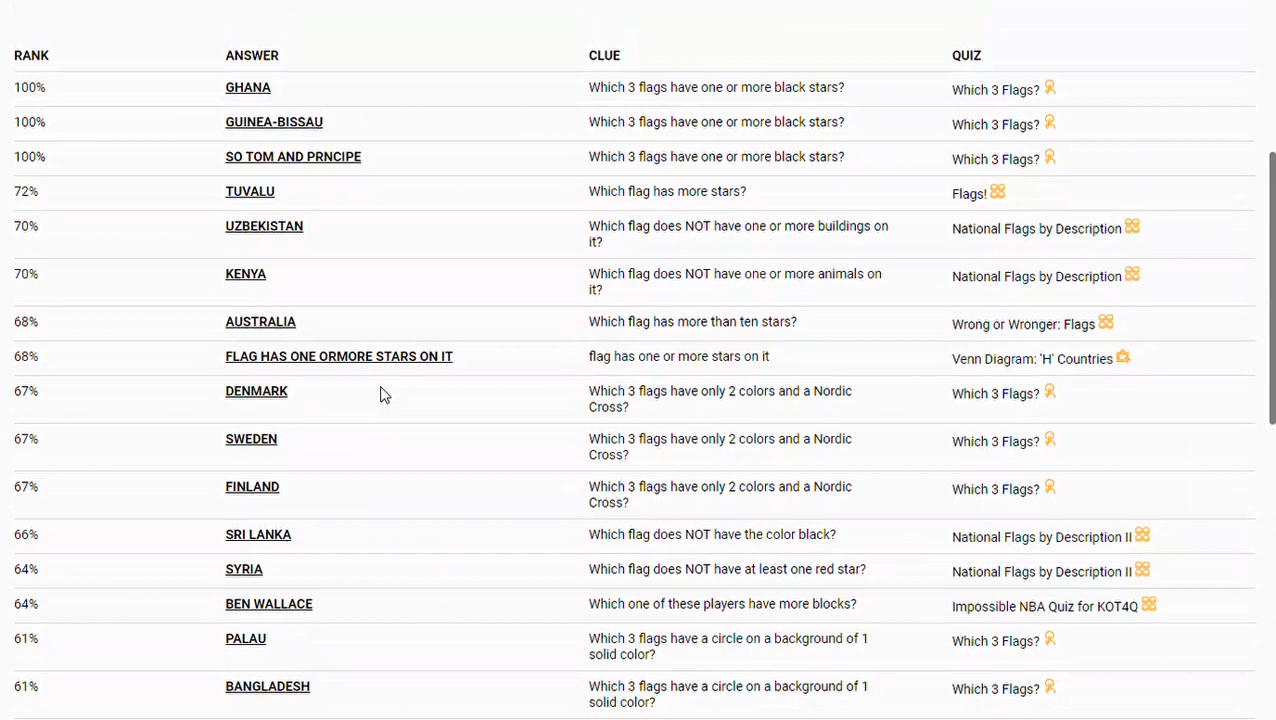 RANK ANSWER CLUE QUIZ
100% GHANA Which 3 flags have one or more black stars? Which 3 Flags?
100% GUINEA-BISSAU Which 3 flags have one or more black stars? Which 3 Flags?
100% SO TOM AND PRNCIPE Which 3 flags have one or more black stars? Which 3 Flags?
72% TUVALU Which flag has more stars? Flags!
70% UZBEKISTAN Which flag does NOT have one or more buildings on National Flags by Description
it?
70% KENYA Which flag does NOT have one or more animals on National Flags by Description
it?
68% AUSTRALIA Which flag has more than ten stars? Wrong or Wronger: Flags
68% FLAG HAS ONE ORMORE STARS ON IT flag has one or more stars on it Venn Diagram: 'H' Countries
67% DENMARK Which 3 flags have only 2 colors and a Nordic Which 3 Flags?
Cross?
67% SWEDEN Which 3 flags have only 2 colors and a Nordic Which 3 Flags?
Cross?
67% FINLAND Which 3 flags have only 2 colors and a Nordic Which 3 Flags?
Cross?
66% SRI LANKA Which flag does NOT have the color black? National Flags by Description II
64% SYRIA Which flag does NOT have at least one red star? National Flags by Description II
64% BEN WALLACE Which one of these players have more blocks? Impossible NBA Quiz for KOT4Q
61% PALAU Which 3 flags have a circle on a background of 1 Which 3 Flags?
solid color?
61% BANGLADESH Which 3 flags have a circle on a background of 1 Which 3 Flags?
solid color?